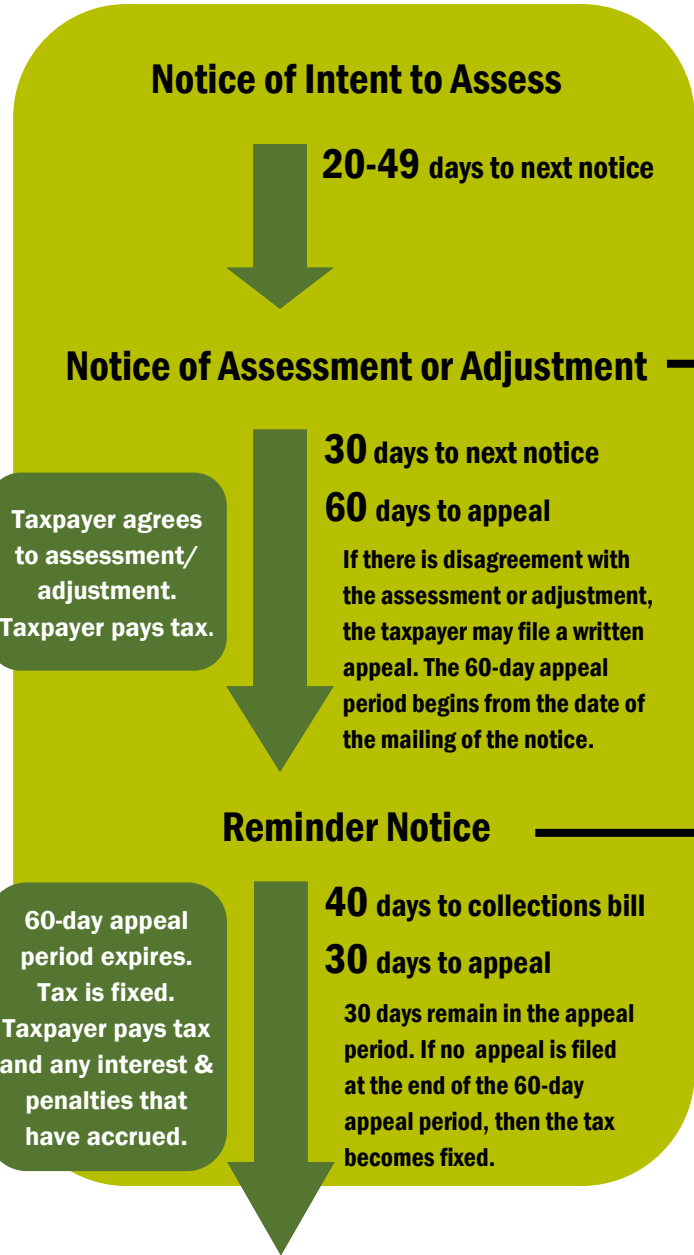 Notice of Intent to Assess
20-49 days to next notice
Notice of Assessment or Adjustment
30 days to next notice
60 days to appeal
If there is disagreement with
the assessment or adjustment,
the taxpayer may file a written
appeal. The 60-day appeal
period begins from the date of
the mailing of the notice.
Taxpayer agrees
to assessment/
adjustment.
Taxpayer pays tax.
Reminder Notice
40 days to collections bill
30 days to appeal
30 days remain in the appeal
period. If no appeal is filed
at the end of the 60-day
appeal period, then the tax
becomes fixed.
60-day appeal
period expires.
Tax is fixed.
Taxpayer pays tax
and any interest &
penalties that
have accrued.